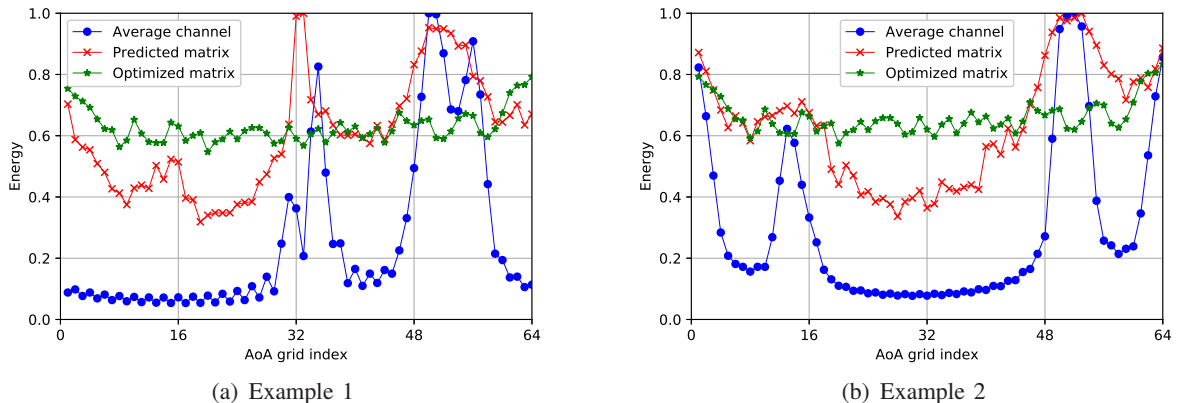 1.0
0.8
0.6
0.4
0.2
0.0
Energy
Average channel
Predicted matrix
Optimized matrix
0 16 32 48 64
AoA grid index
(a) Example 1
1.0
0.8
0.6
0.4
0.2
0.0
Energy
Average channel
Predicted matrix
Optimized matrix
0 16 32 48 64
AoA grid index
(b) Example 2